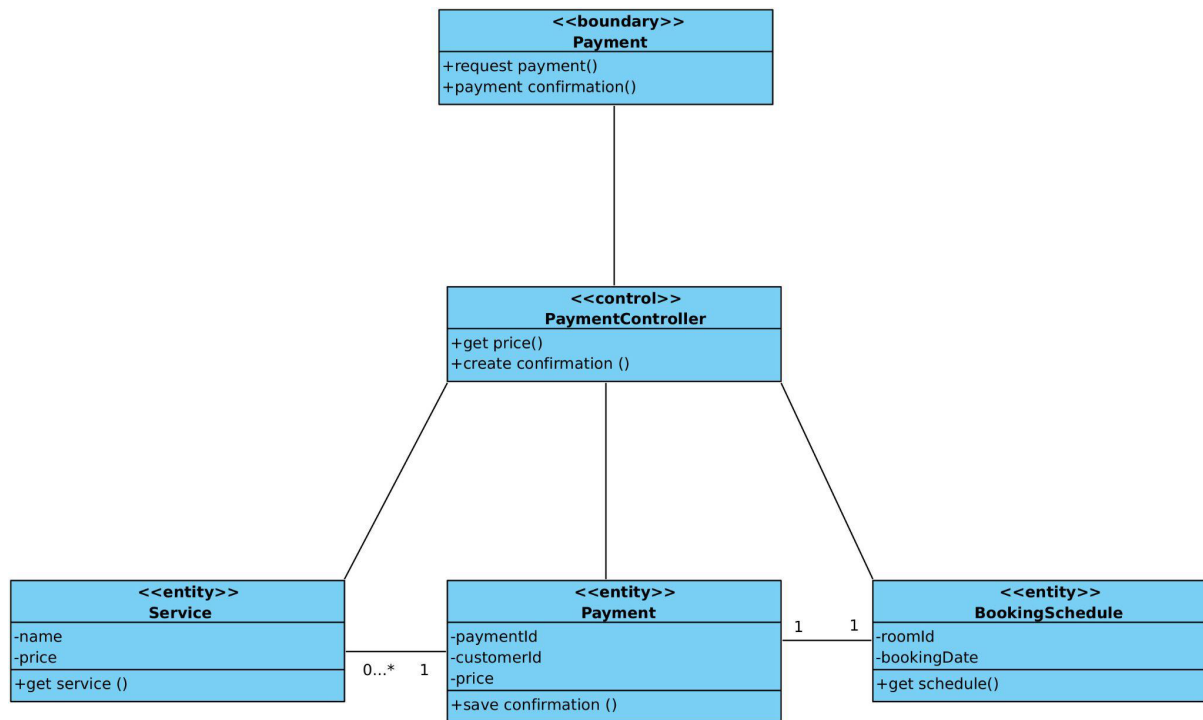 <<boundary>>
Payment
+request payment()
+payment confirmation()
<<control>>
PaymentController
+get price()
+create confirmation ()
<<entity>>
Service
-name
-price
+get service ()
0...*
1
<<entity>>
Payment
-paymentId
-customerId
-price
+save confirmation ()
1
1
<<entity>>
BookingSchedule
-roomId
-bookingDate
+get schedule()